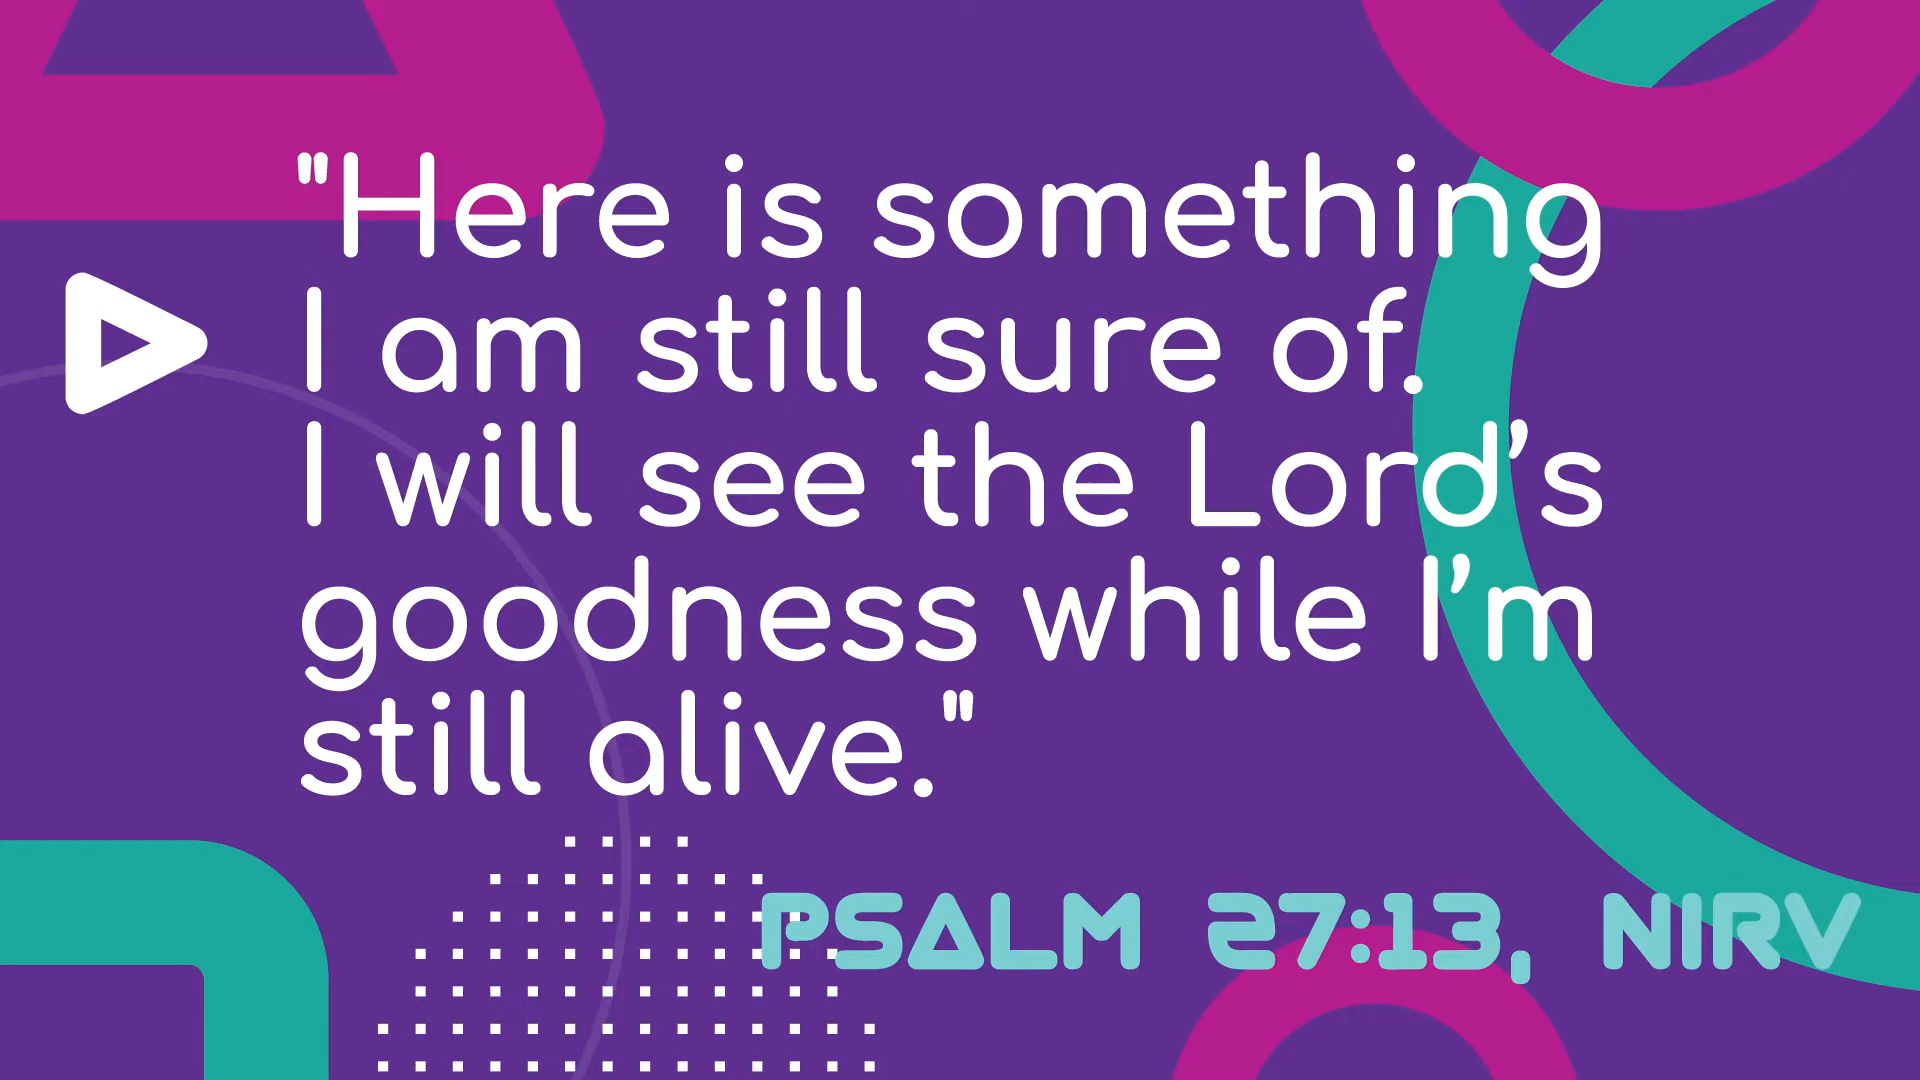 "Here is something
I am still sure of.
I will see the Lord’s
goodness while I’m
still alive."
PSALM 27:13, NIRV